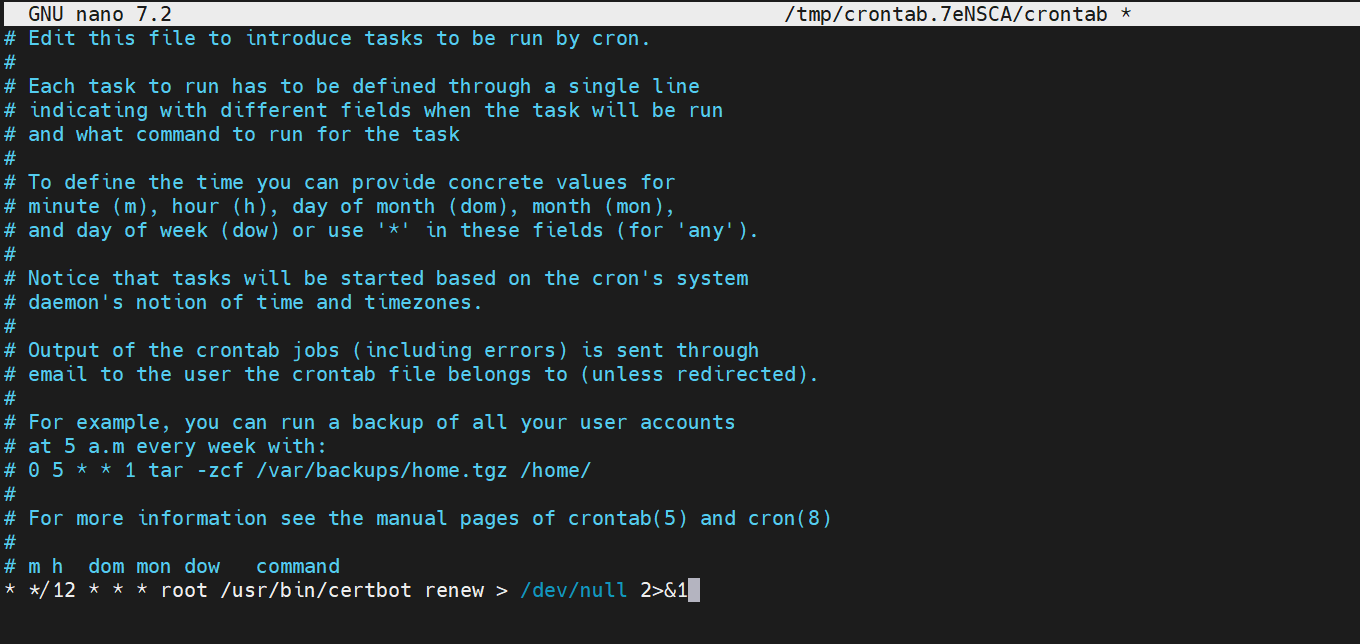 GNU nano 7.2 /tmp/crontab.7eNSCA/crontab *
# Edit this file to introduce tasks to be run by cron.
#
# Each task to run has to be defined through a single line
# indicating with different fields when the task will be run
# and what command to run for the task
#
# To define the time you can provide concrete values for
# minute (m), hour (h), day of month (dom), month (mon),
# and day of week (dow) or use '*' in these fields (for 'any').
#
# Notice that tasks will be started based on the cron's system
# daemon's notion of time and timezones.
#
# Output of the crontab jobs (including errors) is sent through
# email to the user the crontab file belongs to (unless redirected).
#
# For example, you can run a backup of all your user accounts
# at 5 a.m every week with:
# 0 5 * * 1 tar -zcf /var/backups/home.tgz /home/
#
# For more information see the manual pages of crontab(5) and cron(8)
#
# m h  dom mon dow   command
* */12 * * * root /usr/bin/certbot renew > /dev/null 2>&1